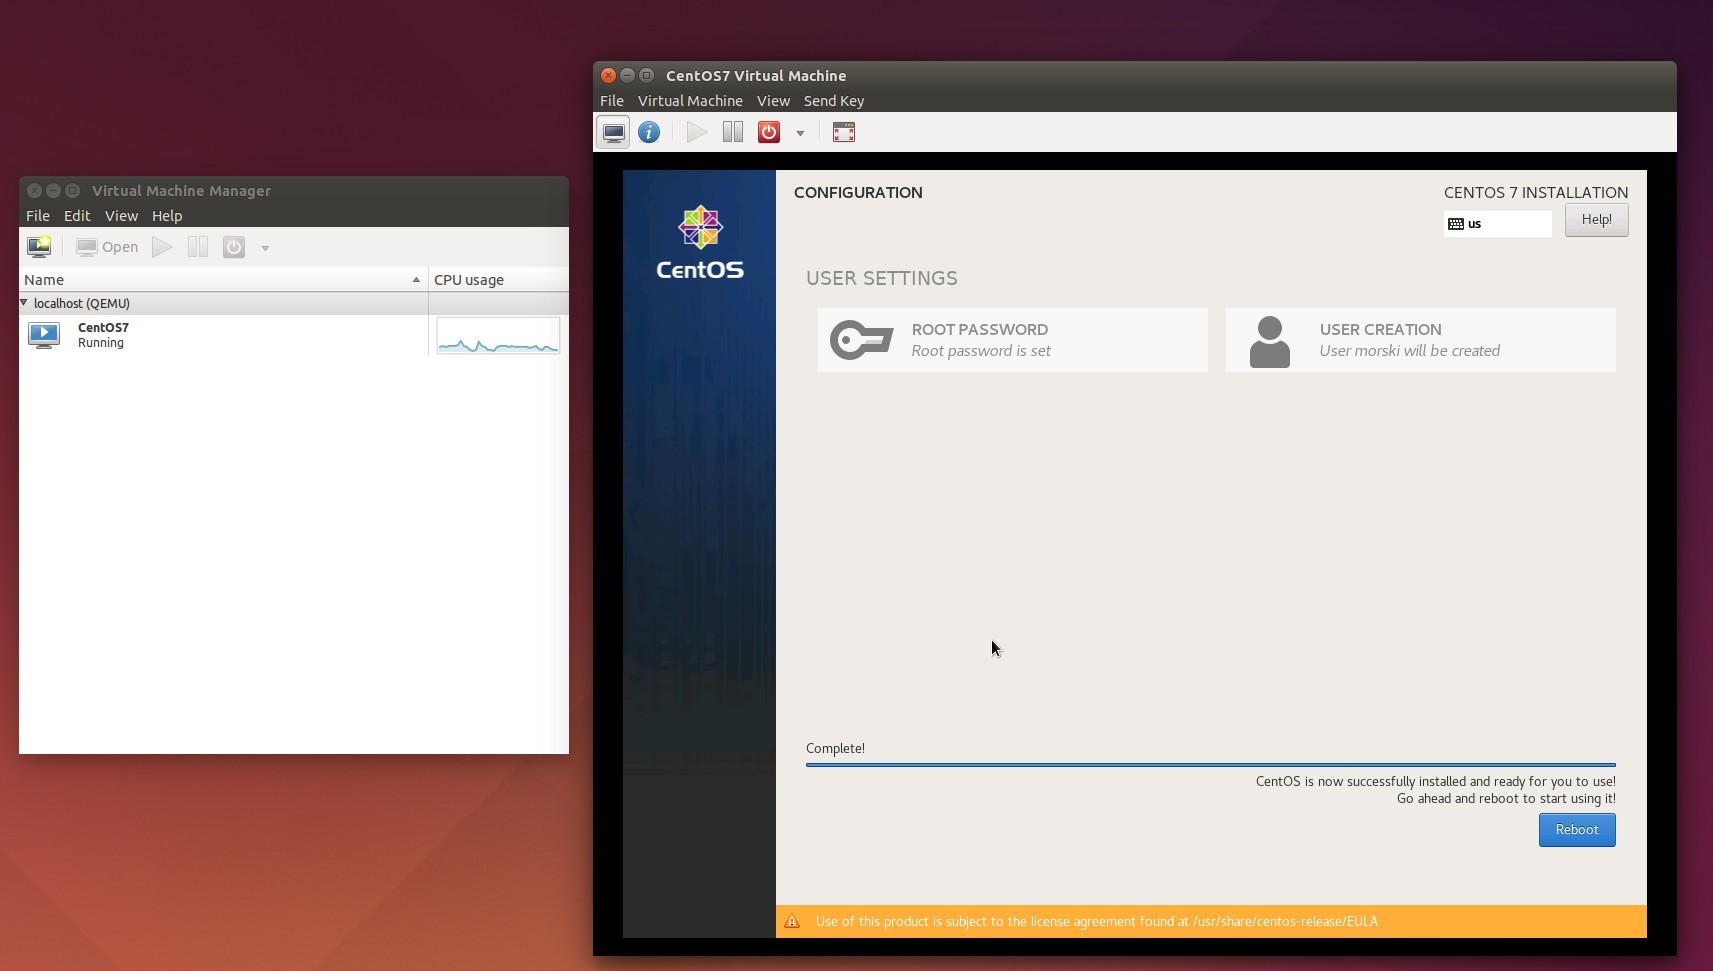 Virtual Machine Manager
File Edit View Help
Open
Name CPU usage
localhost (QEMU)
CentOS7
Running
CentOS7 Virtual Machine
File Virtual Machine View Send Key
CONFIGURATION
CENTOS 7 INSTALLATION
us
Help!
CentOS
USER SETTINGS
ROOT PASSWORD
Root password is set
USER CREATION
User morski will be created
Complete!
CentOS is now successfully installed and ready for you to use!
Go ahead and reboot to start using it!
Reboot
Use of this product is subject to the license agreement found at /usr/share/centos-release/EULA